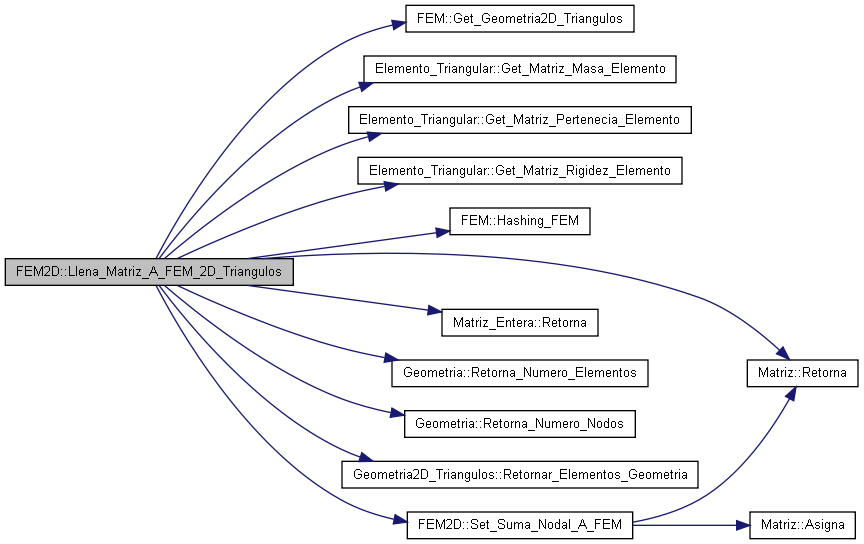 FEM::Get_Geometria2D_Triangulos
Elemento_Triangular::Get_Matriz_Masa_Elemento
Elemento_Triangular::Get_Matriz_Pertenecia_Elemento
Elemento_Triangular::Get_Matriz_Rigidez_Elemento
FEM::Hashing_FEM
FEM2D::Llena_Matriz_A_FEM_2D_Triangulos
Matriz_Entera::Retorna
Geometria::Retorna_Numero_Elementos
Matriz::Retorna
Geometria::Retorna_Numero_Nodos
Geometria2D_Triangulos::Retornar_Elementos_Geometria
FEM2D::Set_Suma_Nodal_A_FEM
Matriz::Asigna